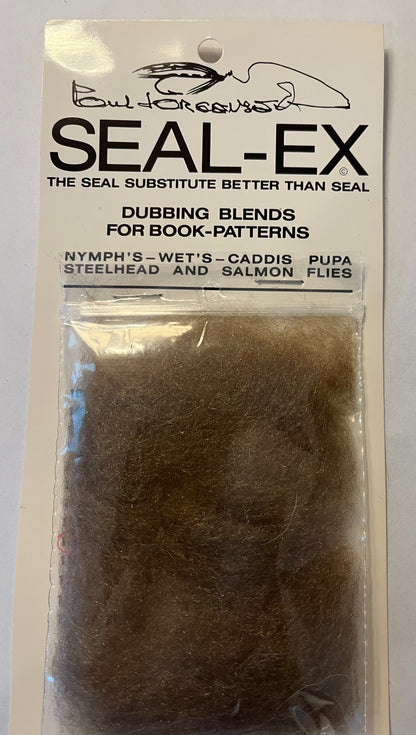 Poul Jorgensen
SEAL-EX ©
THE SEAL SUBSTITUTE BETTER THAN SEAL
DUBBING BLENDS
FOR BOOK-PATTERNS
NYMPH'S – WET'S – CADDIS PUPA
STEELHEAD AND SALMON FLIES